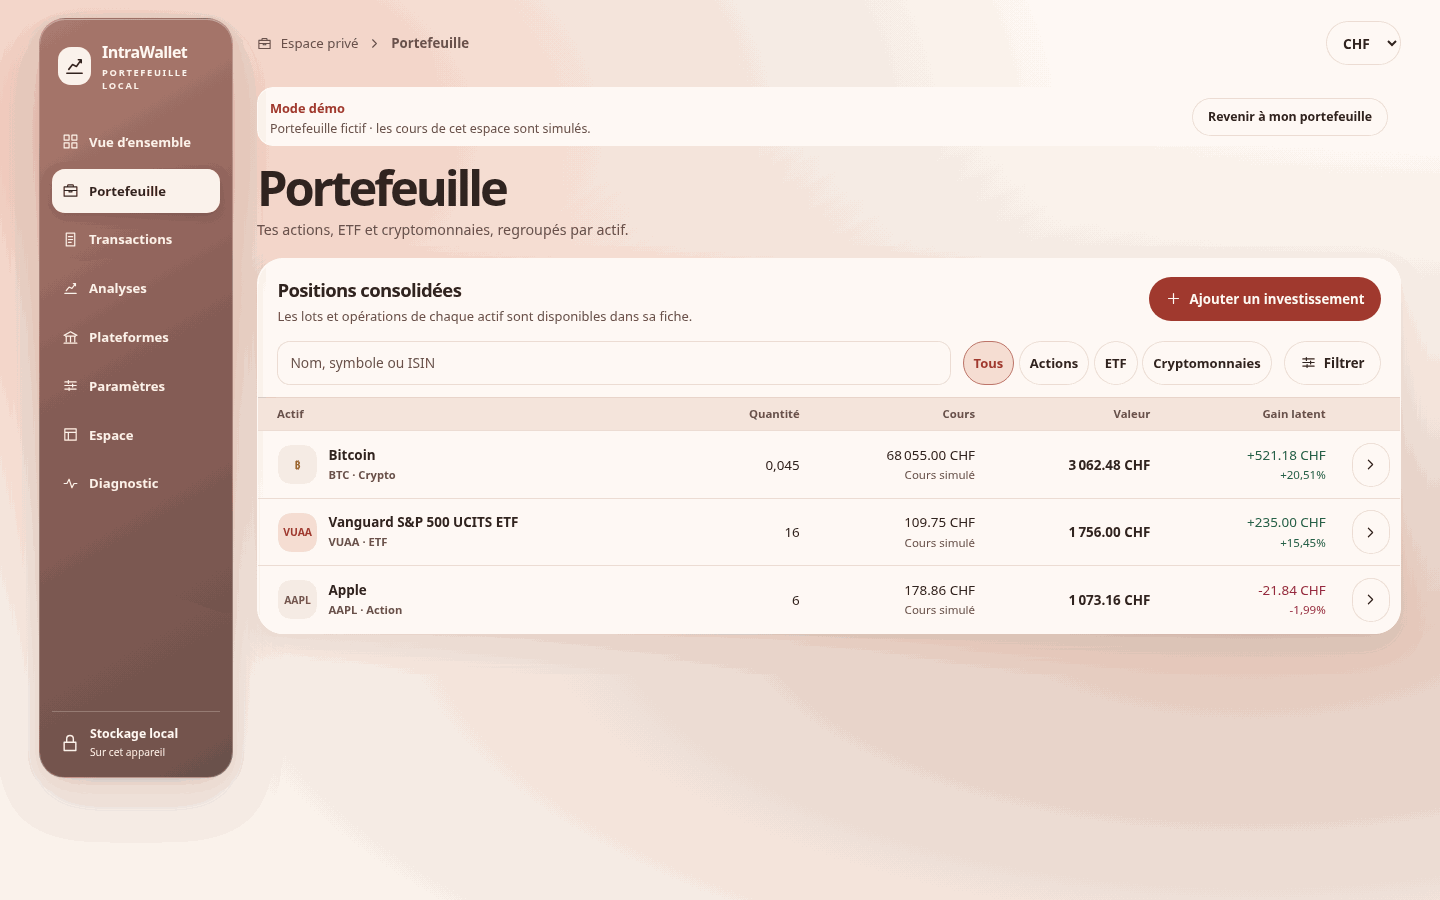 IntraWallet
PORTEFEUILLE
LOCAL
Vue d'ensemble
Portefeuille
Transactions
Analyses
Plateformes
Paramètres
Espace
Diagnostic
Stockage local
Sur cet appareil
Espace privé
Portefeuille
CHF
Mode démo
Portefeuille fictif · les cours de cet espace sont simulés.
Revenir à mon portefeuille
Portefeuille
Tes actions, ETF et cryptomonnaies, regroupés par actif.
Positions consolidées
Les lots et opérations de chaque actif sont disponibles dans sa fiche.
Ajouter un investissement
Nom, symbole ou ISIN
Tous
Actions
ETF
Cryptomonnaies
Filtrer
Actif Quantité Cours Valeur Gain latent
₿
Bitcoin
BTC · Crypto
0,045
68 055.00 CHF
Cours simulé
3 062.48 CHF
+521.18 CHF
+20,51%
VUAA
Vanguard S&P 500 UCITS ETF
VUAA · ETF
16
109.75 CHF
Cours simulé
1 756.00 CHF
+235.00 CHF
+15,45%
AAPL
Apple
AAPL · Action
6
178.86 CHF
Cours simulé
1 073.16 CHF
-21.84 CHF
-1,99%